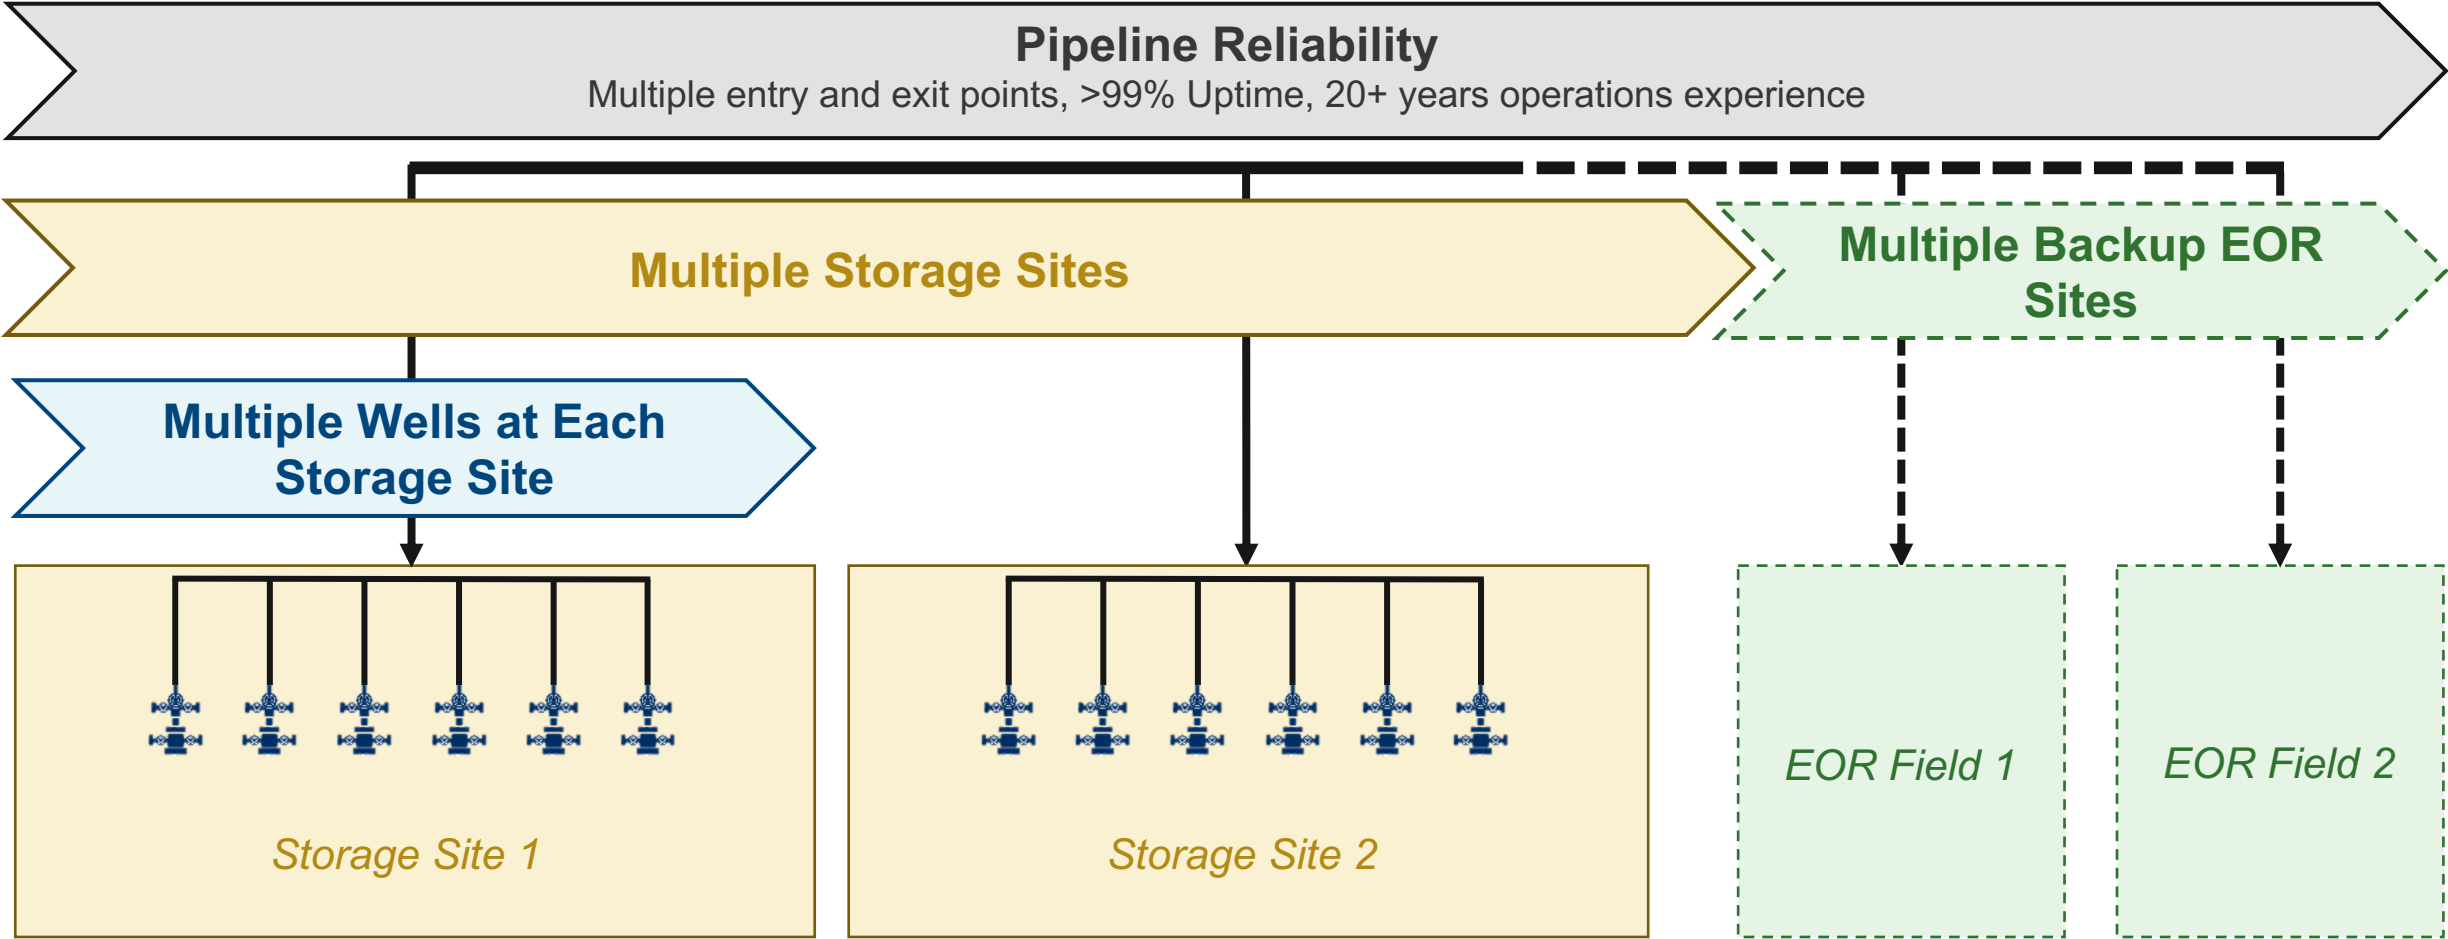 Pipeline Reliability
Multiple entry and exit points, >99% Uptime, 20+ years operations experience
Multiple Storage Sites
Multiple Backup EOR
Sites
Multiple Wells at Each
Storage Site
Storage Site 1
Storage Site 2
EOR Field 1
EOR Field 2